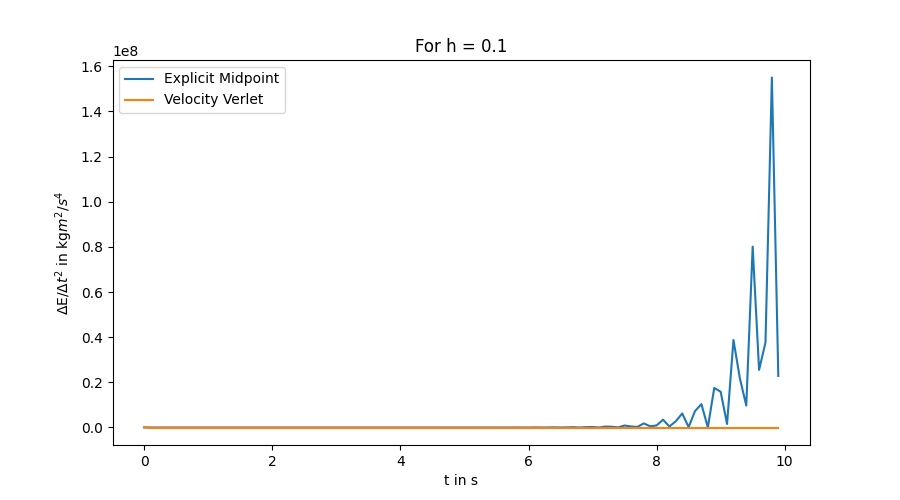 For h = 0.1
1e8
Explicit Midpoint
Velocity Verlet
1.6
1.4
1.2
1.0
0.8
0.6
0.4
0.2
0.0
ΔE/Δt² in kgm²/s⁴
0 2 4 6 8 10
t in s